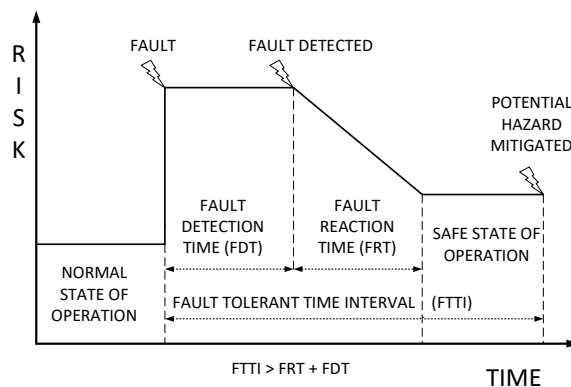 RISK
FAULT
FAULT DETECTED
POTENTIAL
HAZARD
MITIGATED
FAULT
DETECTION
TIME (FDT)
FAULT
REACTION
TIME (FRT)
SAFE STATE OF
OPERATION
NORMAL
STATE OF
OPERATION
FAULT TOLERANT TIME INTERVAL (FTTI)
FTTI > FRT + FDT
TIME